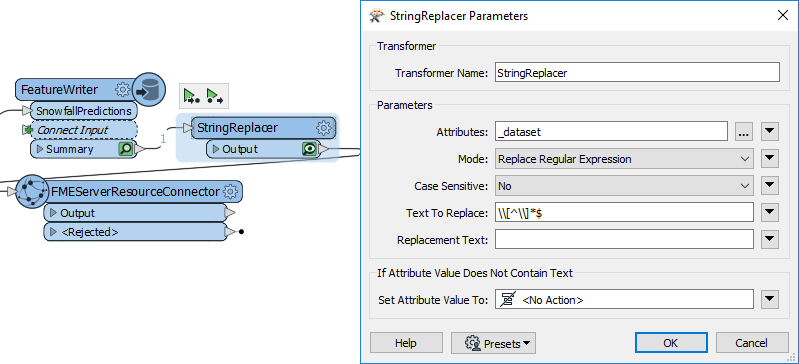 FeatureWriter
SnowfallPredictions
Connect Input
Summary
1
StringReplacer
Output
FMEServerResourceConnector
Output
<Rejected>
StringReplacer Parameters
Transformer
Transformer Name: StringReplacer
Parameters
Attributes: _dataset ...
Mode: Replace Regular Expression
Case Sensitive: No
Text To Replace: \\[^\\]*$
Replacement Text:
If Attribute Value Does Not Contain Text
Set Attribute Value To: <No Action>
Help Presets OK Cancel